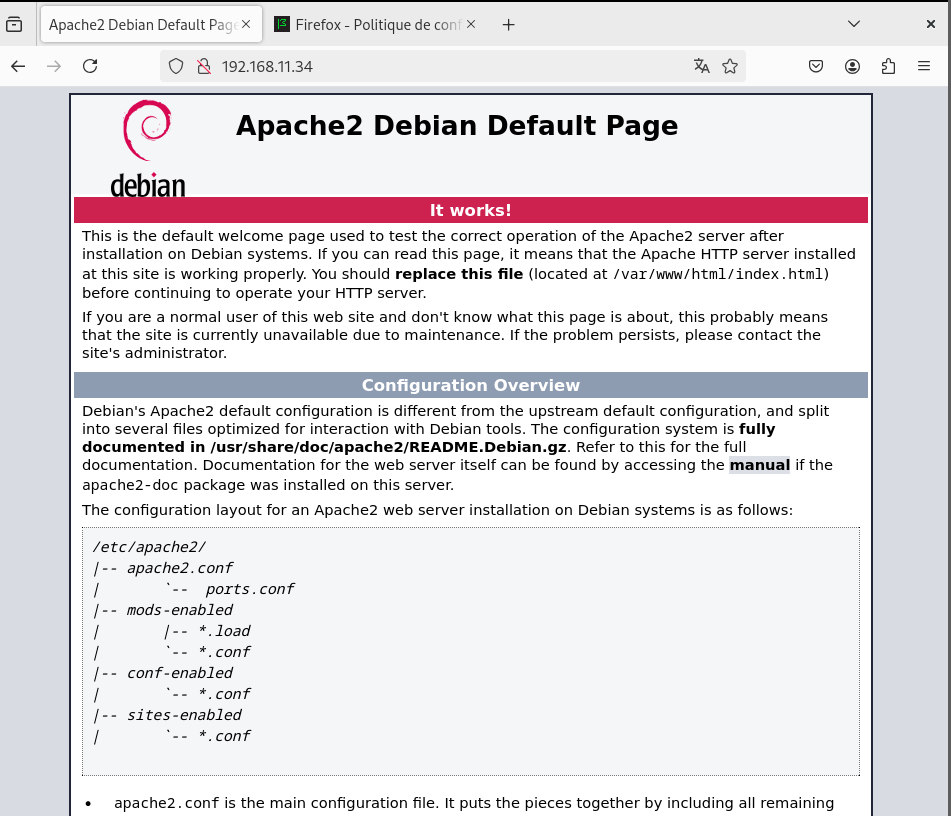 Apache2 Debian Default Page
Firefox - Politique de conf
192.168.11.34
debian
Apache2 Debian Default Page
It works!
This is the default welcome page used to test the correct operation of the Apache2 server after
installation on Debian systems. If you can read this page, it means that the Apache HTTP server installed
at this site is working properly. You should replace this file (located at /var/www/html/index.html)
before continuing to operate your HTTP server.
If you are a normal user of this web site and don't know what this page is about, this probably means
that the site is currently unavailable due to maintenance. If the problem persists, please contact the
site's administrator.
Configuration Overview
Debian's Apache2 default configuration is different from the upstream default configuration, and split
into several files optimized for interaction with Debian tools. The configuration system is fully
documented in /usr/share/doc/apache2/README.Debian.gz. Refer to this for the full
documentation. Documentation for the web server itself can be found by accessing the manual if the
apache2-doc package was installed on this server.
The configuration layout for an Apache2 web server installation on Debian systems is as follows:
/etc/apache2/
|-- apache2.conf
|       `--  ports.conf
|-- mods-enabled
|       |-- *.load
|       `-- *.conf
|-- conf-enabled
|       `-- *.conf
|-- sites-enabled
|       `-- *.conf
• apache2.conf is the main configuration file. It puts the pieces together by including all remaining